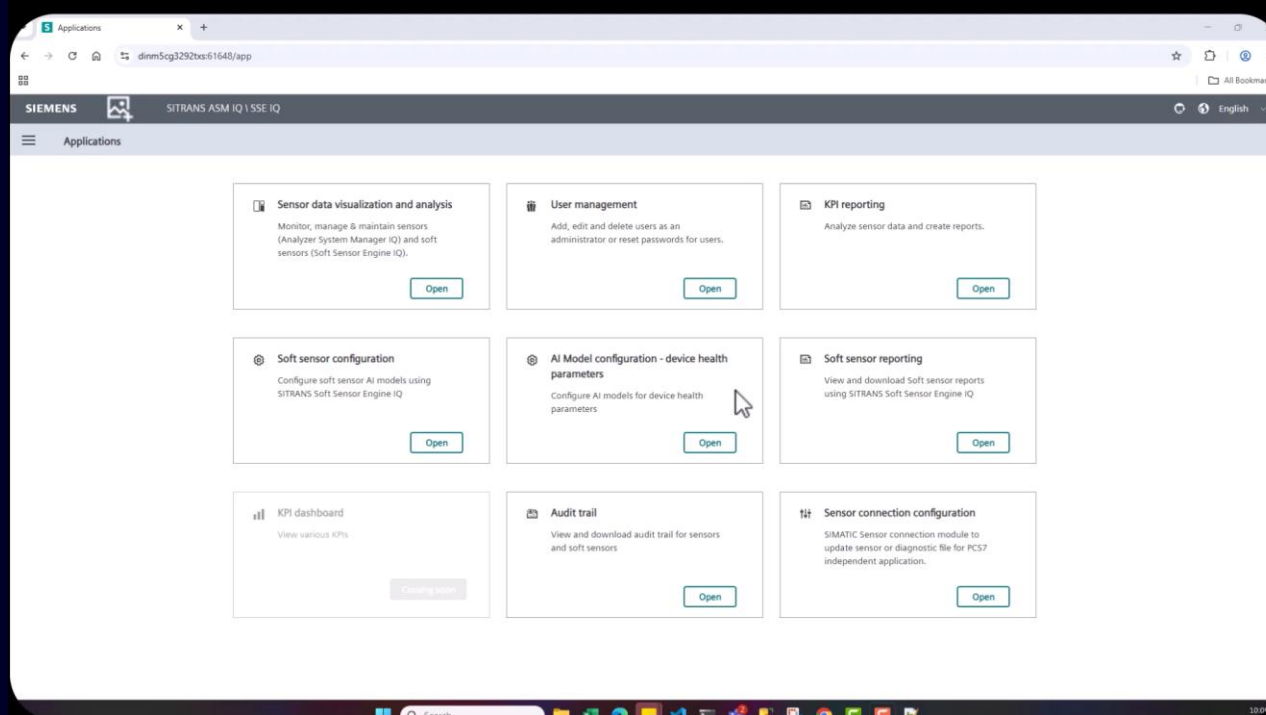 Applications
dinm5cg3292txs:61648/app
All Bookmar
SIEMENS
SITRANS ASM IQ \ SSE IQ
English
Applications
Sensor data visualization and analysis
Monitor, manage & maintain sensors
(Analyzer System Manager IQ) and soft
sensors (Soft Sensor Engine IQ).
Open
User management
Add, edit and delete users as an
administrator or reset passwords for users.
Open
KPI reporting
Analyze sensor data and create reports.
Open
Soft sensor configuration
Configure soft sensor AI models using
SITRANS Soft Sensor Engine IQ
Open
AI Model configuration - device health
parameters
Configure AI models for device health
parameters
Open
Soft sensor reporting
View and download Soft sensor reports
using SITRANS Soft Sensor Engine IQ
Open
KPI dashboard
View various KPIs
Coming soon
Audit trail
View and download audit trail for sensors
and soft sensors
Open
Sensor connection configuration
SIMATIC Sensor connection module to
update sensor or diagnostic file for PCS7
independent application.
Open
Search